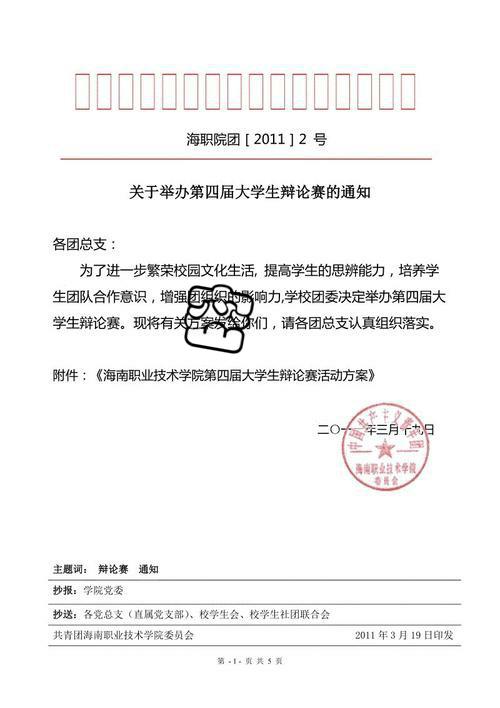 海职院团［2011］2 号
关于举办第四届大学生辩论赛的通知
各团总支：
为了进一步繁荣校园文化生活, 提高学生的思辨能力，培养学
生团队合作意识，增强团组织的影响力,学校团委决定举办第四届大
学生辩论赛。现将有关方案发给你们，请各团总支认真组织落实。
附件：《海南职业技术学院第四届大学生辩论赛活动方案》
二〇一 年三月十九日
中国共产主义青年团
海南职业技术学院
委员会
主题词： 辩论赛 通知
抄报：学院党委
抄送：各党总支（直属党支部）、校学生会、校学生社团联合会
共青团海南职业技术学院委员会 2011 年 3 月 19 日印发
第 - 1 - 页 共 5 页